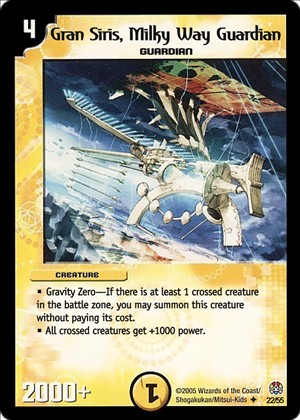 4
Gran Siris, Milky Way Guardian
GUARDIAN
CREATURE
▪ Gravity Zero—If there is at least 1 crossed creature
in the battle zone, you may summon this creature
without paying its cost.
▪ All crossed creatures get +1000 power.
2000+
1
©2005 Wizards of the Coast/
Shogakukan/Mitsui-Kids ✦ 22/55